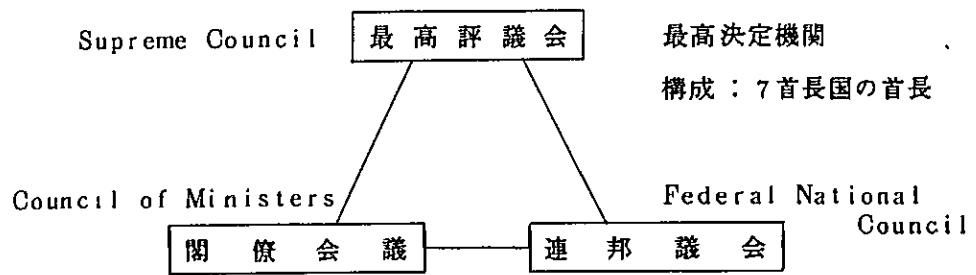 Supreme Council 最高評議会 最高決定機関
構成：7首長国の首長
Council of Ministers Federal National
Council
閣僚会議 連邦議会